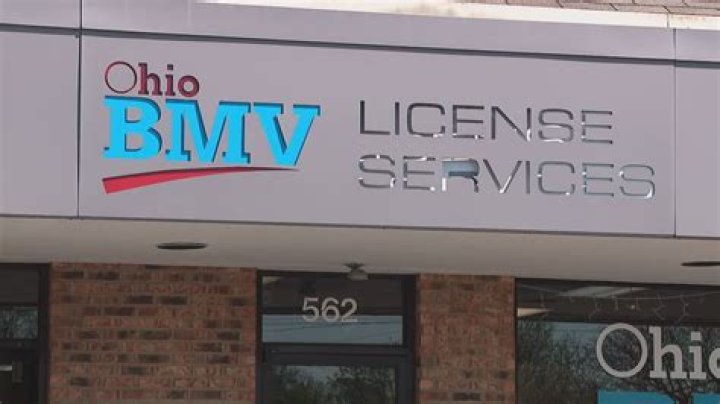 Ohio
BMV
LICENSE
SERVICES
562
Ohio